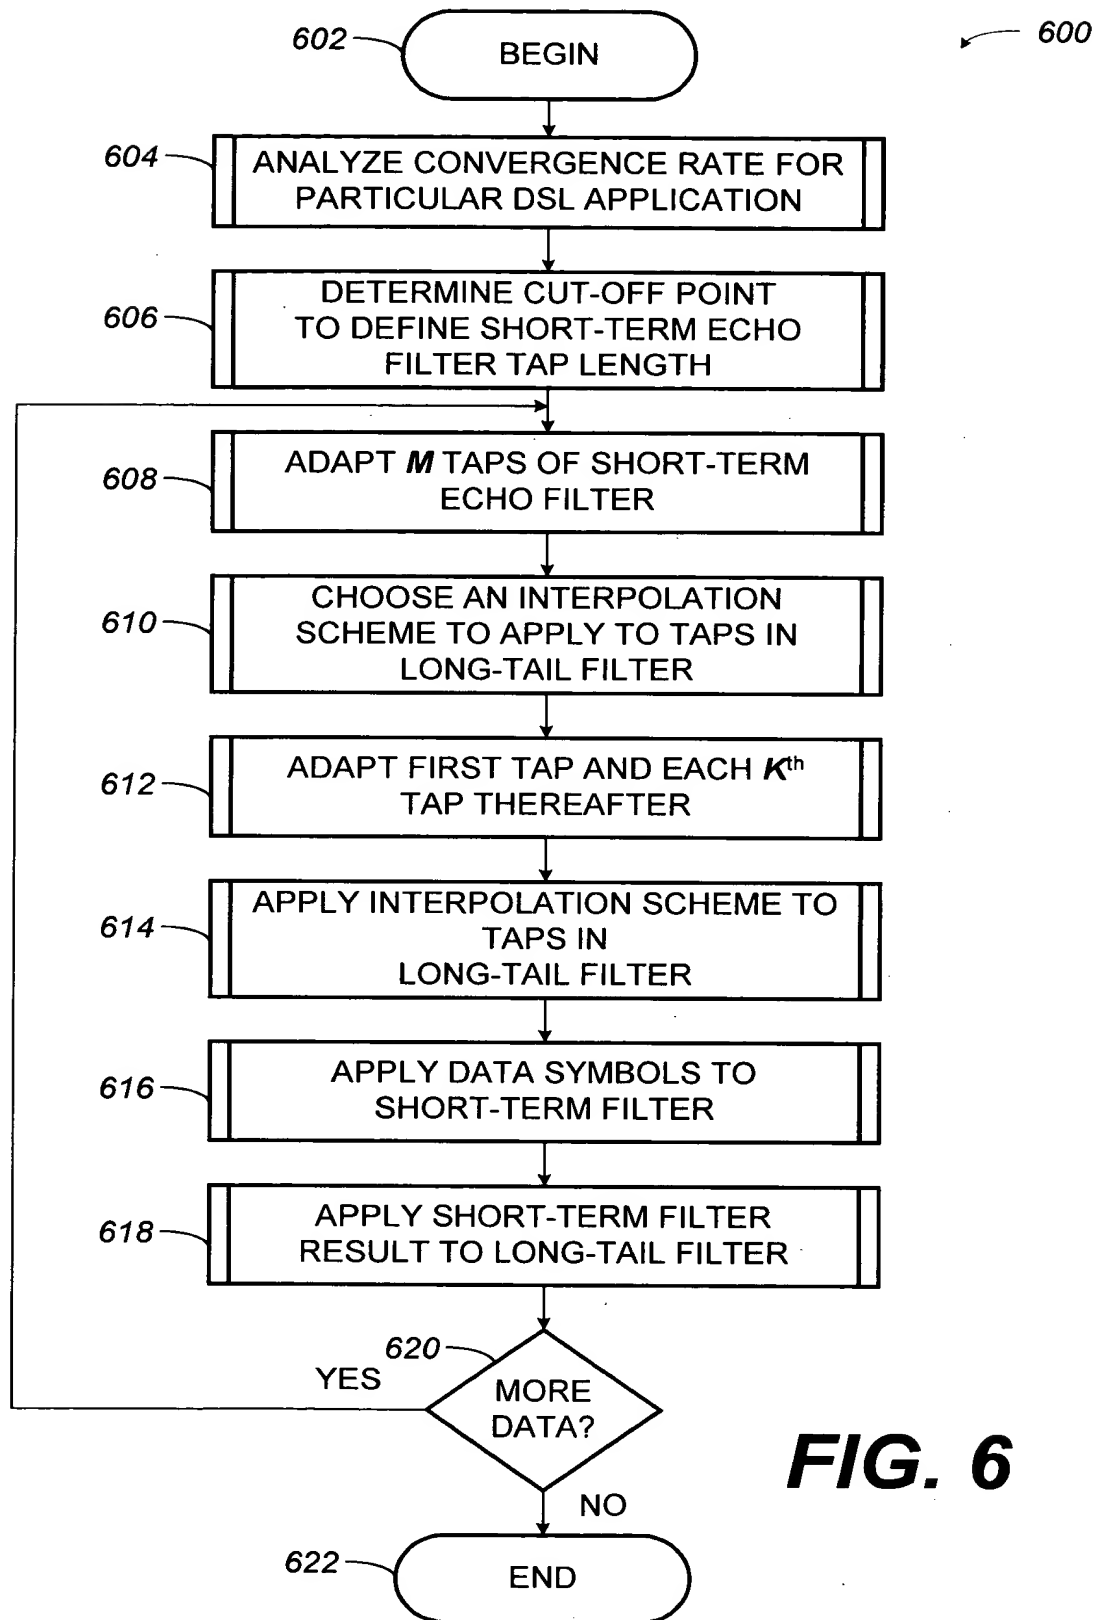 600
602
BEGIN
604
ANALYZE CONVERGENCE RATE FOR
PARTICULAR DSL APPLICATION
606
DETERMINE CUT-OFF POINT
TO DEFINE SHORT-TERM ECHO
FILTER TAP LENGTH
608
ADAPT M TAPS OF SHORT-TERM
ECHO FILTER
610
CHOOSE AN INTERPOLATION
SCHEME TO APPLY TO TAPS IN
LONG-TAIL FILTER
612
ADAPT FIRST TAP AND EACH Kth
TAP THEREAFTER
614
APPLY INTERPOLATION SCHEME TO
TAPS IN
LONG-TAIL FILTER
616
APPLY DATA SYMBOLS TO
SHORT-TERM FILTER
618
APPLY SHORT-TERM FILTER
RESULT TO LONG-TAIL FILTER
620
YES
MORE
DATA?
NO
622
END
FIG. 6